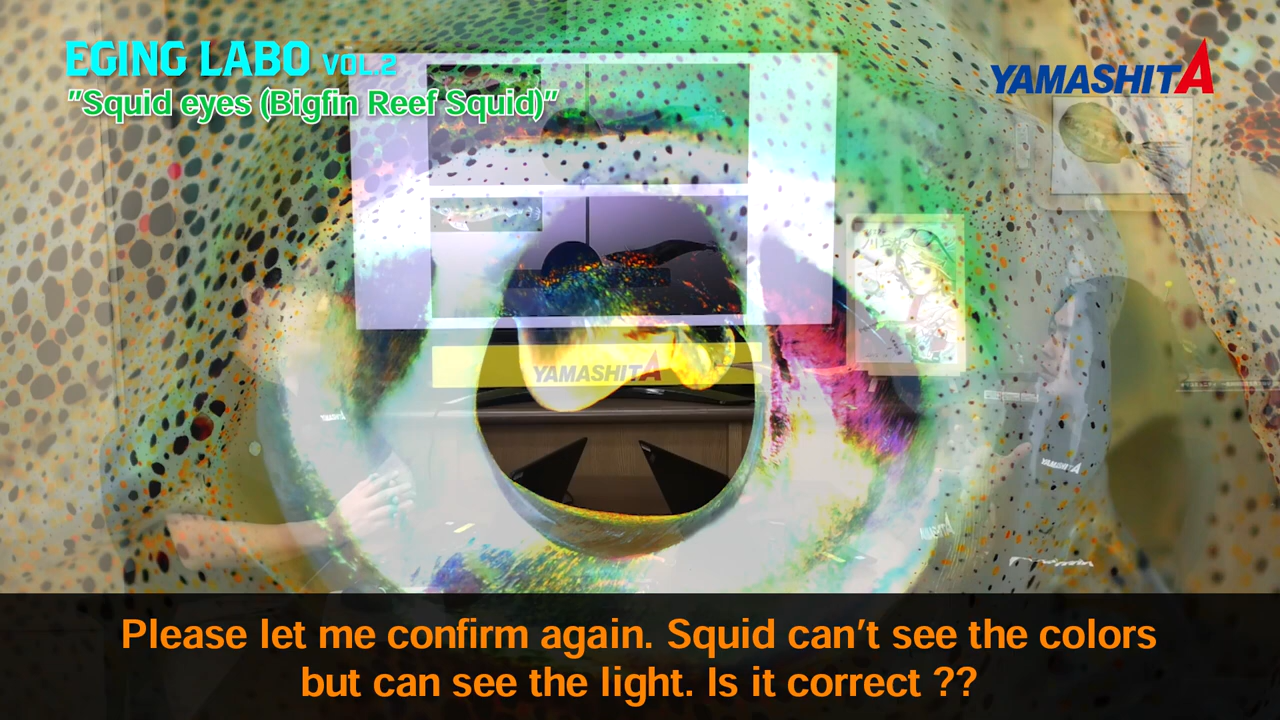 EGING LABO VOL.2
"Squid eyes (Bigfin Reef Squid)"
YAMASHITA
YAMASHITA
YAMASHITA
Please let me confirm again. Squid can't see the colors
but can see the light. Is it correct ??